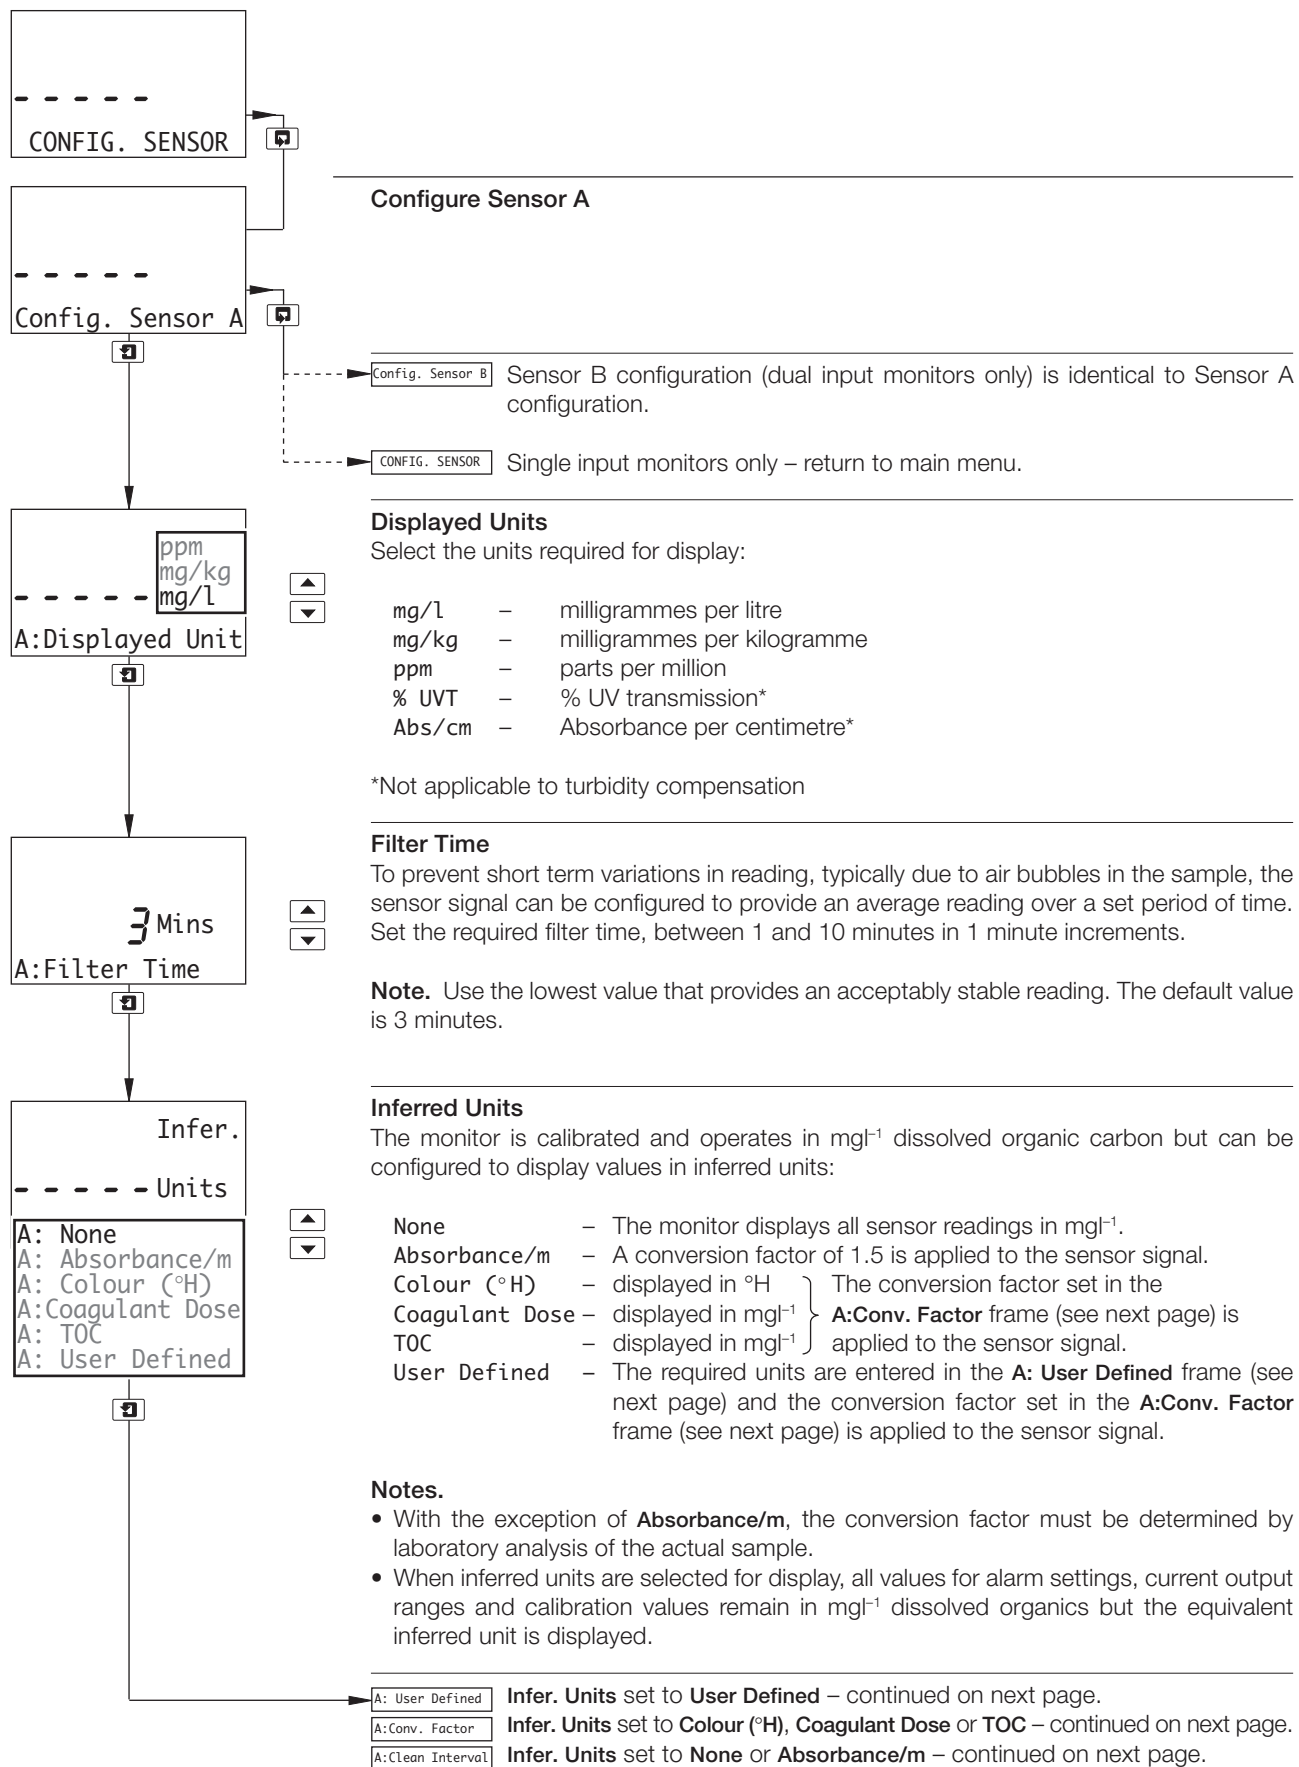 CONFIG. SENSOR
Configure Sensor A
Config. Sensor A
Config. Sensor B
Sensor B configuration (dual input monitors only) is identical to Sensor A
configuration.
CONFIG. SENSOR
Single input monitors only – return to main menu.
ppm
mg/kg
mg/l
A:Displayed Unit
Displayed Units
Select the units required for display:
mg/l – milligrammes per litre
mg/kg – milligrammes per kilogramme
ppm – parts per million
% UVT – % UV transmission*
Abs/cm – Absorbance per centimetre*
*Not applicable to turbidity compensation
3 Mins
A:Filter Time
Filter Time
To prevent short term variations in reading, typically due to air bubbles in the sample, the
sensor signal can be configured to provide an average reading over a set period of time.
Set the required filter time, between 1 and 10 minutes in 1 minute increments.
Note. Use the lowest value that provides an acceptably stable reading. The default value
is 3 minutes.
Infer.
Units
A: None
A: Absorbance/m
A: Colour (°H)
A:Coagulant Dose
A: TOC
A: User Defined
Inferred Units
The monitor is calibrated and operates in mgl⁻¹ dissolved organic carbon but can be
configured to display values in inferred units:
None – The monitor displays all sensor readings in mgl⁻¹.
Absorbance/m – A conversion factor of 1.5 is applied to the sensor signal.
Colour (°H) – displayed in °H The conversion factor set in the
Coagulant Dose – displayed in mgl⁻¹ A:Conv. Factor frame (see next page) is
TOC – displayed in mgl⁻¹ applied to the sensor signal.
User Defined – The required units are entered in the A: User Defined frame (see
next page) and the conversion factor set in the A:Conv. Factor
frame (see next page) is applied to the sensor signal.
Notes.
• With the exception of Absorbance/m, the conversion factor must be determined by
laboratory analysis of the actual sample.
• When inferred units are selected for display, all values for alarm settings, current output
ranges and calibration values remain in mgl⁻¹ dissolved organics but the equivalent
inferred unit is displayed.
A: User Defined Infer. Units set to User Defined – continued on next page.
A:Conv. Factor Infer. Units set to Colour (°H), Coagulant Dose or TOC – continued on next page.
A:Clean Interval Infer. Units set to None or Absorbance/m – continued on next page.